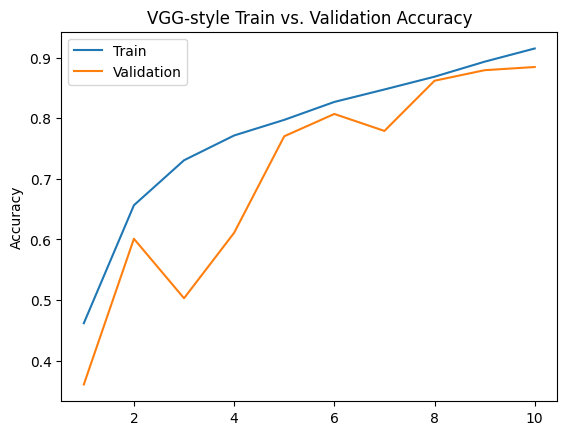 VGG-style Train vs. Validation Accuracy
Train
Validation
Accuracy
0.9
0.8
0.7
0.6
0.5
0.4
2 4 6 8 10